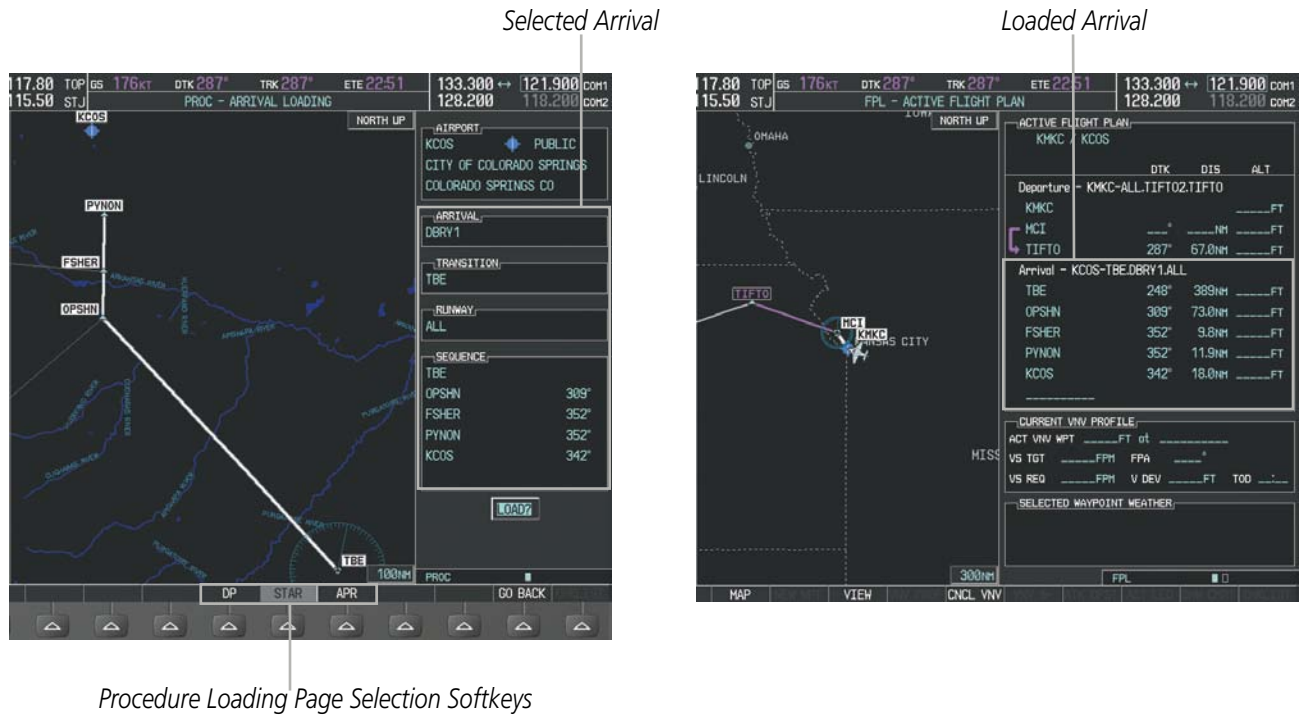 Selected Arrival
Loaded Arrival
117.80 TOP GS 176KT DTK 287° TRK 287° ETE 22:51 133.300 ↔ 121.900 COM1
115.50 STJ PROC – ARRIVAL LOADING 128.200 118.200 COM2
KCOS
NORTH UP
PYNON
FSHER
ARKANSAS RIVER
OPSHN
TBE
100NM
AIRPORT
KCOS PUBLIC
CITY OF COLORADO SPRINGS
COLORADO SPRINGS CO
ARRIVAL
DBRY1
TRANSITION
TBE
RUNWAY
ALL
SEQUENCE
TBE
OPSHN 309°
FSHER 352°
PYNON 352°
KCOS 342°
LOAD?
PROC
DP STAR APR GO BACK
117.80 TOP GS 176KT DTK 287° TRK 287° ETE 22:51 133.300 ↔ 121.900 COM1
115.50 STJ FPL – ACTIVE FLIGHT PLAN 128.200 118.200 COM2
IOWA
NORTH UP
OMAHA
LINCOLN
TIFTO
MCI
KMKC
KANSAS CITY
MISS
300NM
ACTIVE FLIGHT PLAN
KMKC / KCOS
DTK DIS ALT
Departure – KMKC-ALL.TIFTO2.TIFTO
KMKC _____FT
MCI ___° ____NM _____FT
TIFTO 287° 67.0NM _____FT
Arrival – KCOS-TBE.DBRY1.ALL
TBE 248° 389NM _____FT
OPSHN 309° 73.0NM _____FT
FSHER 352° 9.8NM _____FT
PYNON 352° 11.9NM _____FT
KCOS 342° 18.0NM _____FT
__________
CURRENT VNV PROFILE
ACT VNV WPT _____FT at __________
VS TGT _____FPM FPA ____°
VS REQ _____FPM V DEV _____FT TOD __:__
SELECTED WAYPOINT WEATHER
FPL
MAP VIEW CNCL VNV
Procedure Loading Page Selection Softkeys